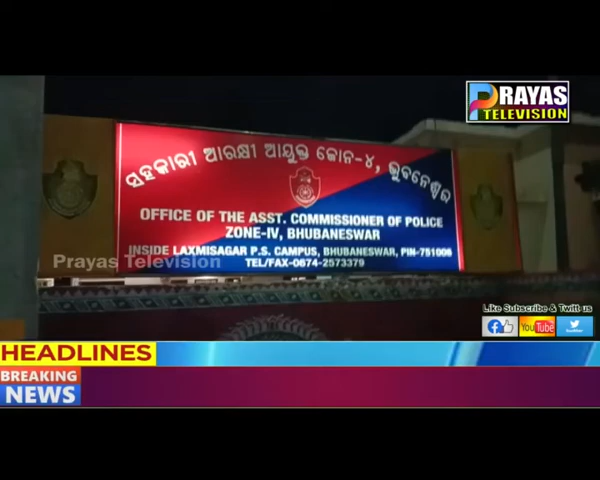 PRAYAS
TELEVISION
ସହକାରୀ ଆରକ୍ଷୀ ଆୟୁକ୍ତ ଜୋନ-୪, ଭୁବନେଶ୍ୱର
OFFICE OF THE ASST. COMMISSIONER OF POLICE
ZONE-IV, BHUBANESWAR
INSIDE LAXMISAGAR P.S. CAMPUS, BHUBANESWAR, PIN-751006
TEL/FAX-0674-2573379
Prayas Television
Like Subscribe & Twitt us
YouTube
HEADLINES
BREAKING
NEWS